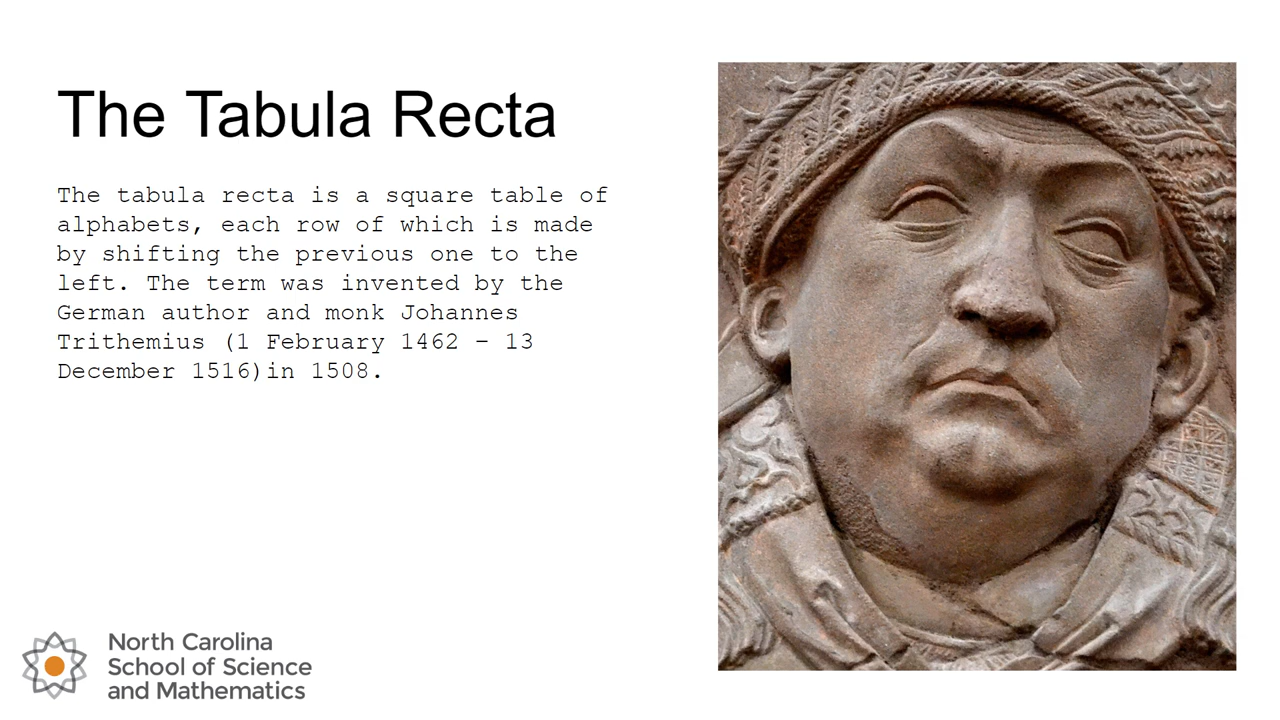 The Tabula Recta
The tabula recta is a square table of
alphabets, each row of which is made
by shifting the previous one to the
left. The term was invented by the
German author and monk Johannes
Trithemius (1 February 1462 – 13
December 1516)in 1508.
North Carolina
School of Science
and Mathematics